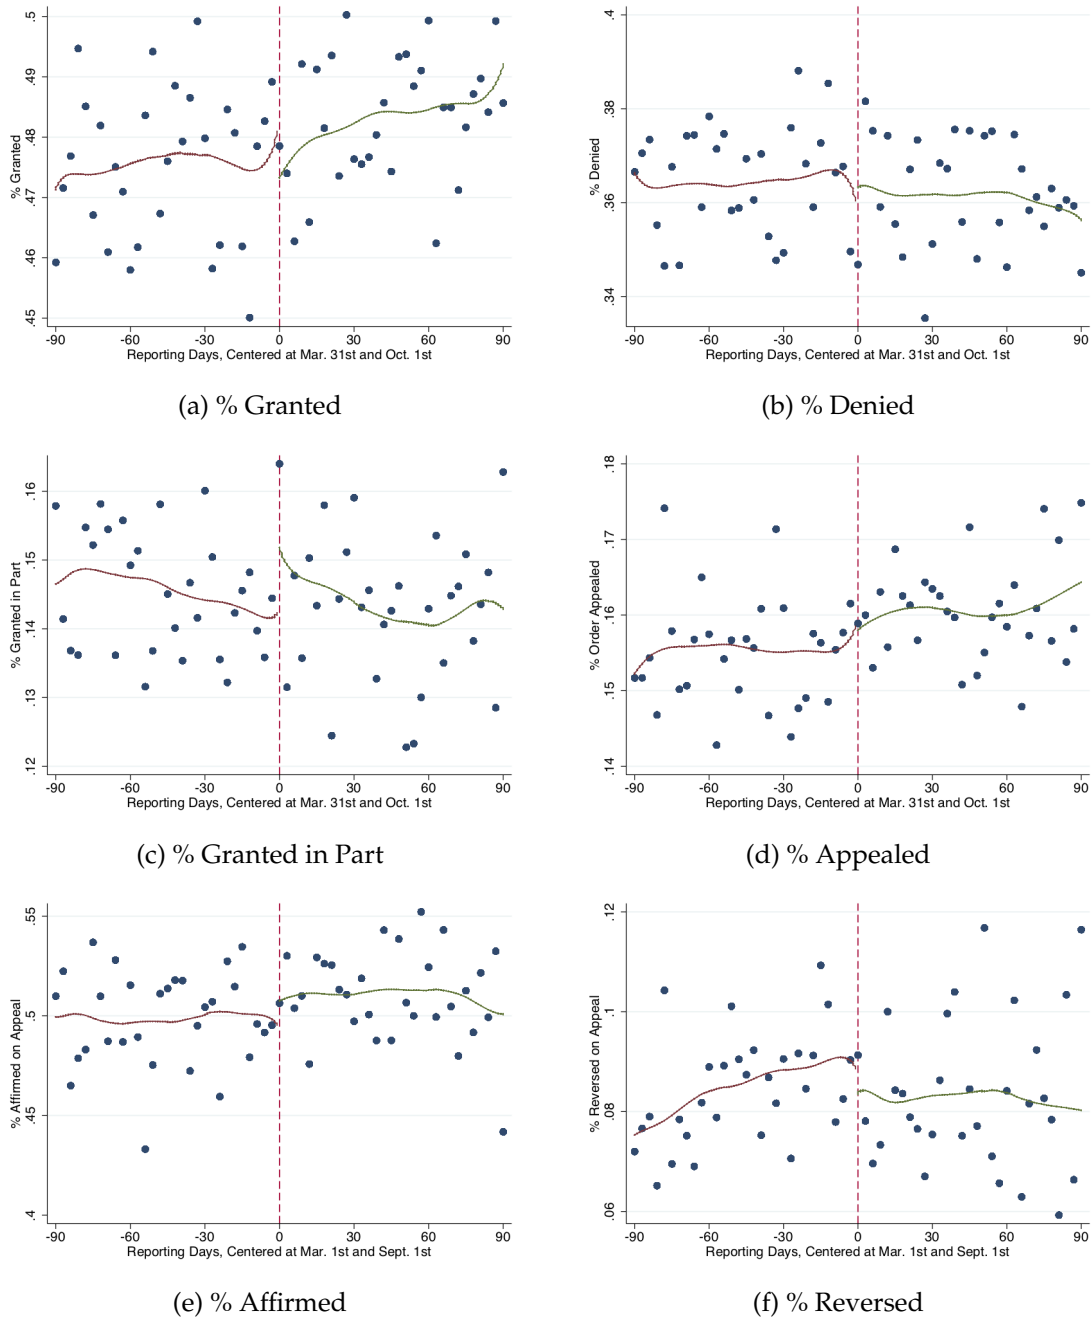 .5
.49
.48
.47
.46
.45
% Granted
-90 -60 -30 0 30 60 90
Reporting Days, Centered at Mar. 31st and Oct. 1st
(a) % Granted
.4
.38
.36
.34
% Denied
-90 -60 -30 0 30 60 90
Reporting Days, Centered at Mar. 31st and Oct. 1st
(b) % Denied
.16
.15
.14
.13
.12
% Granted in Part
-90 -60 -30 0 30 60 90
Reporting Days, Centered at Mar. 31st and Oct. 1st
(c) % Granted in Part
.18
.17
.16
.15
.14
% Order Appealed
-90 -60 -30 0 30 60 90
Reporting Days, Centered at Mar. 31st and Oct. 1st
(d) % Appealed
.55
.5
.45
.4
% Affirmed on Appeal
-90 -60 -30 0 30 60 90
Reporting Days, Centered at Mar. 1st and Sept. 1st
(e) % Affirmed
.12
.1
.08
.06
% Reversed on Appeal
-90 -60 -30 0 30 60 90
Reporting Days, Centered at Mar. 1st and Sept. 1st
(f) % Reversed